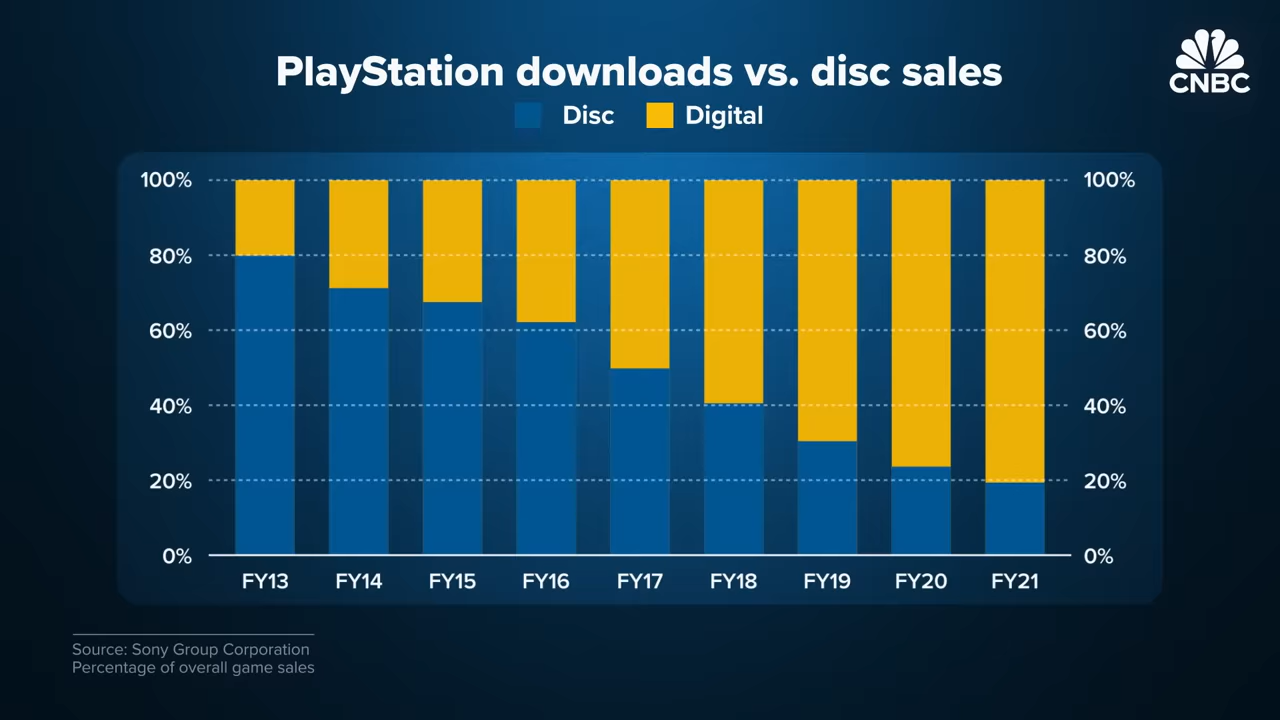 PlayStation downloads vs. disc sales
CNBC
Disc Digital
100% 100%
80% 80%
60% 60%
40% 40%
20% 20%
0% 0%
FY13 FY14 FY15 FY16 FY17 FY18 FY19 FY20 FY21
Source: Sony Group Corporation
Percentage of overall game sales